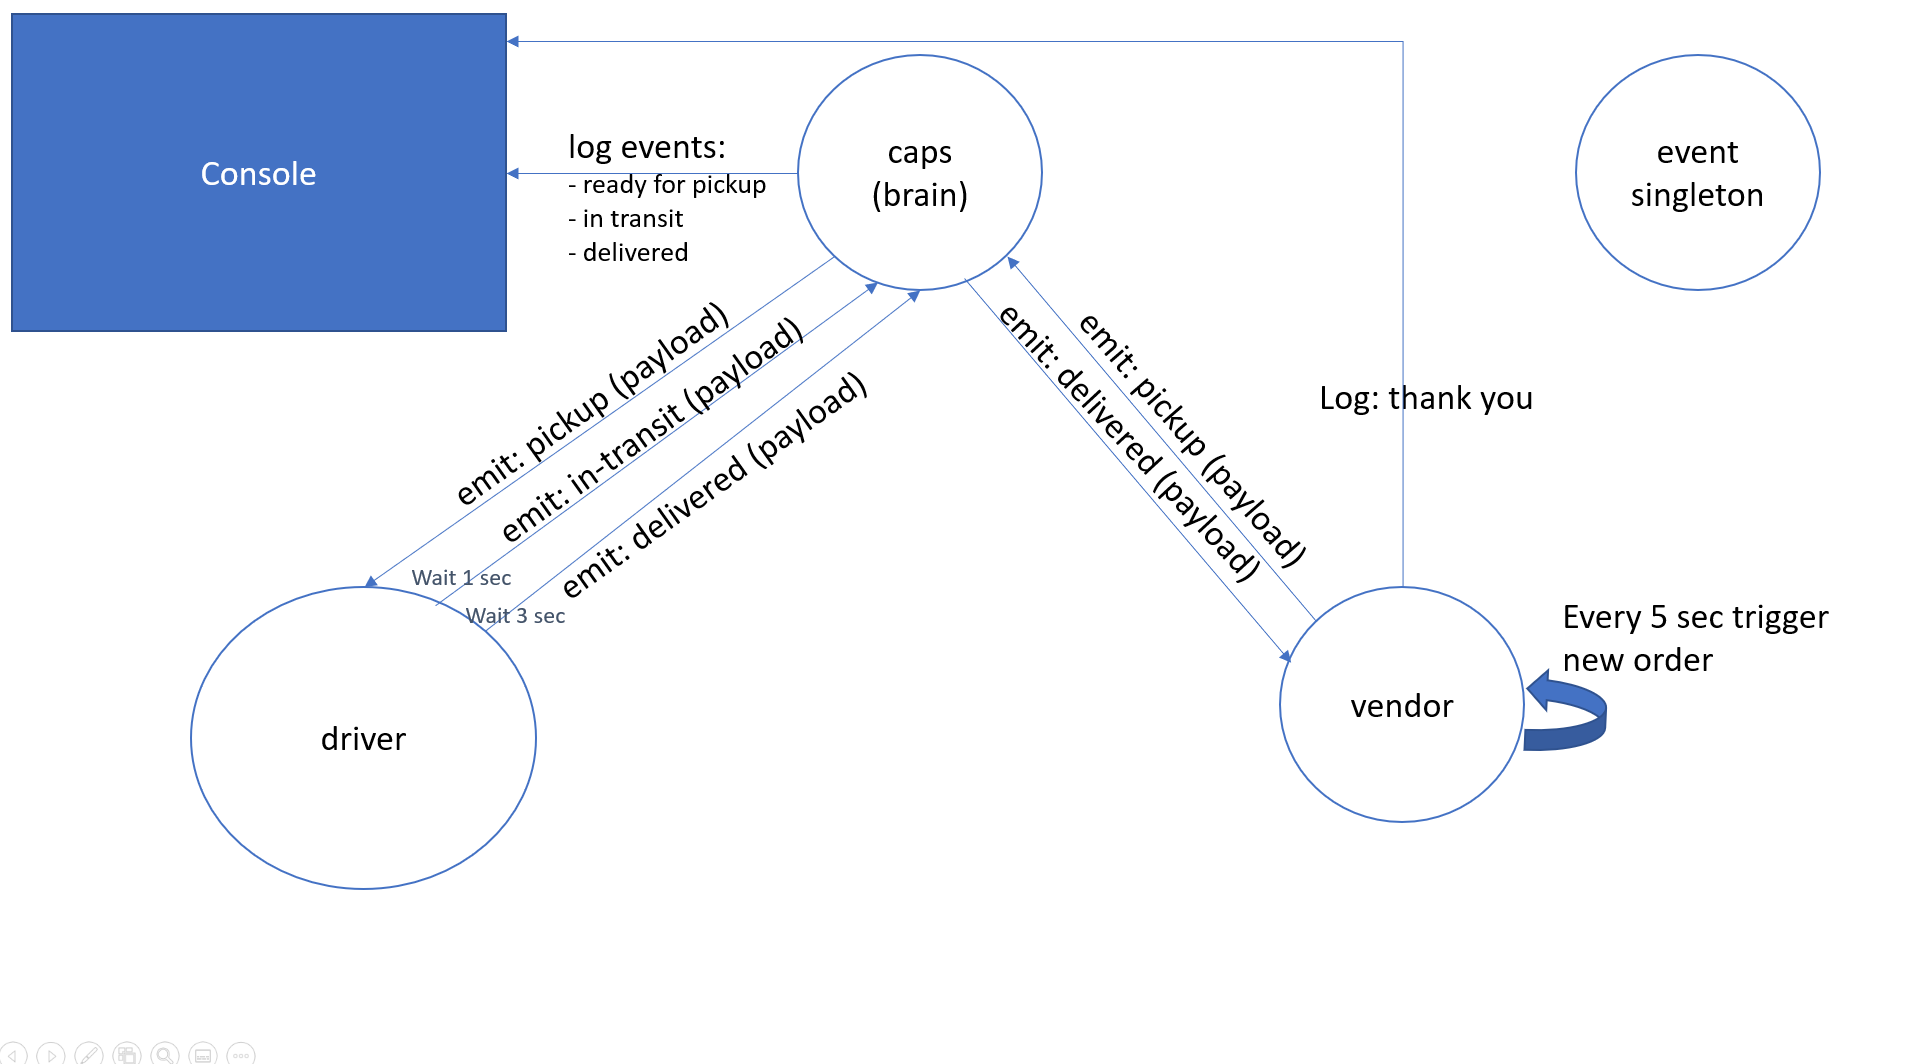 Console
log events:
- ready for pickup
- in transit
- delivered
caps
(brain)
event
singleton
emit: pickup (payload)
emit: in-transit (payload)
emit: delivered (payload)
emit: delivered (payload)
emit: pickup (payload)
Log: thank you
Wait 1 sec
Wait 3 sec
driver
vendor
Every 5 sec trigger
new order